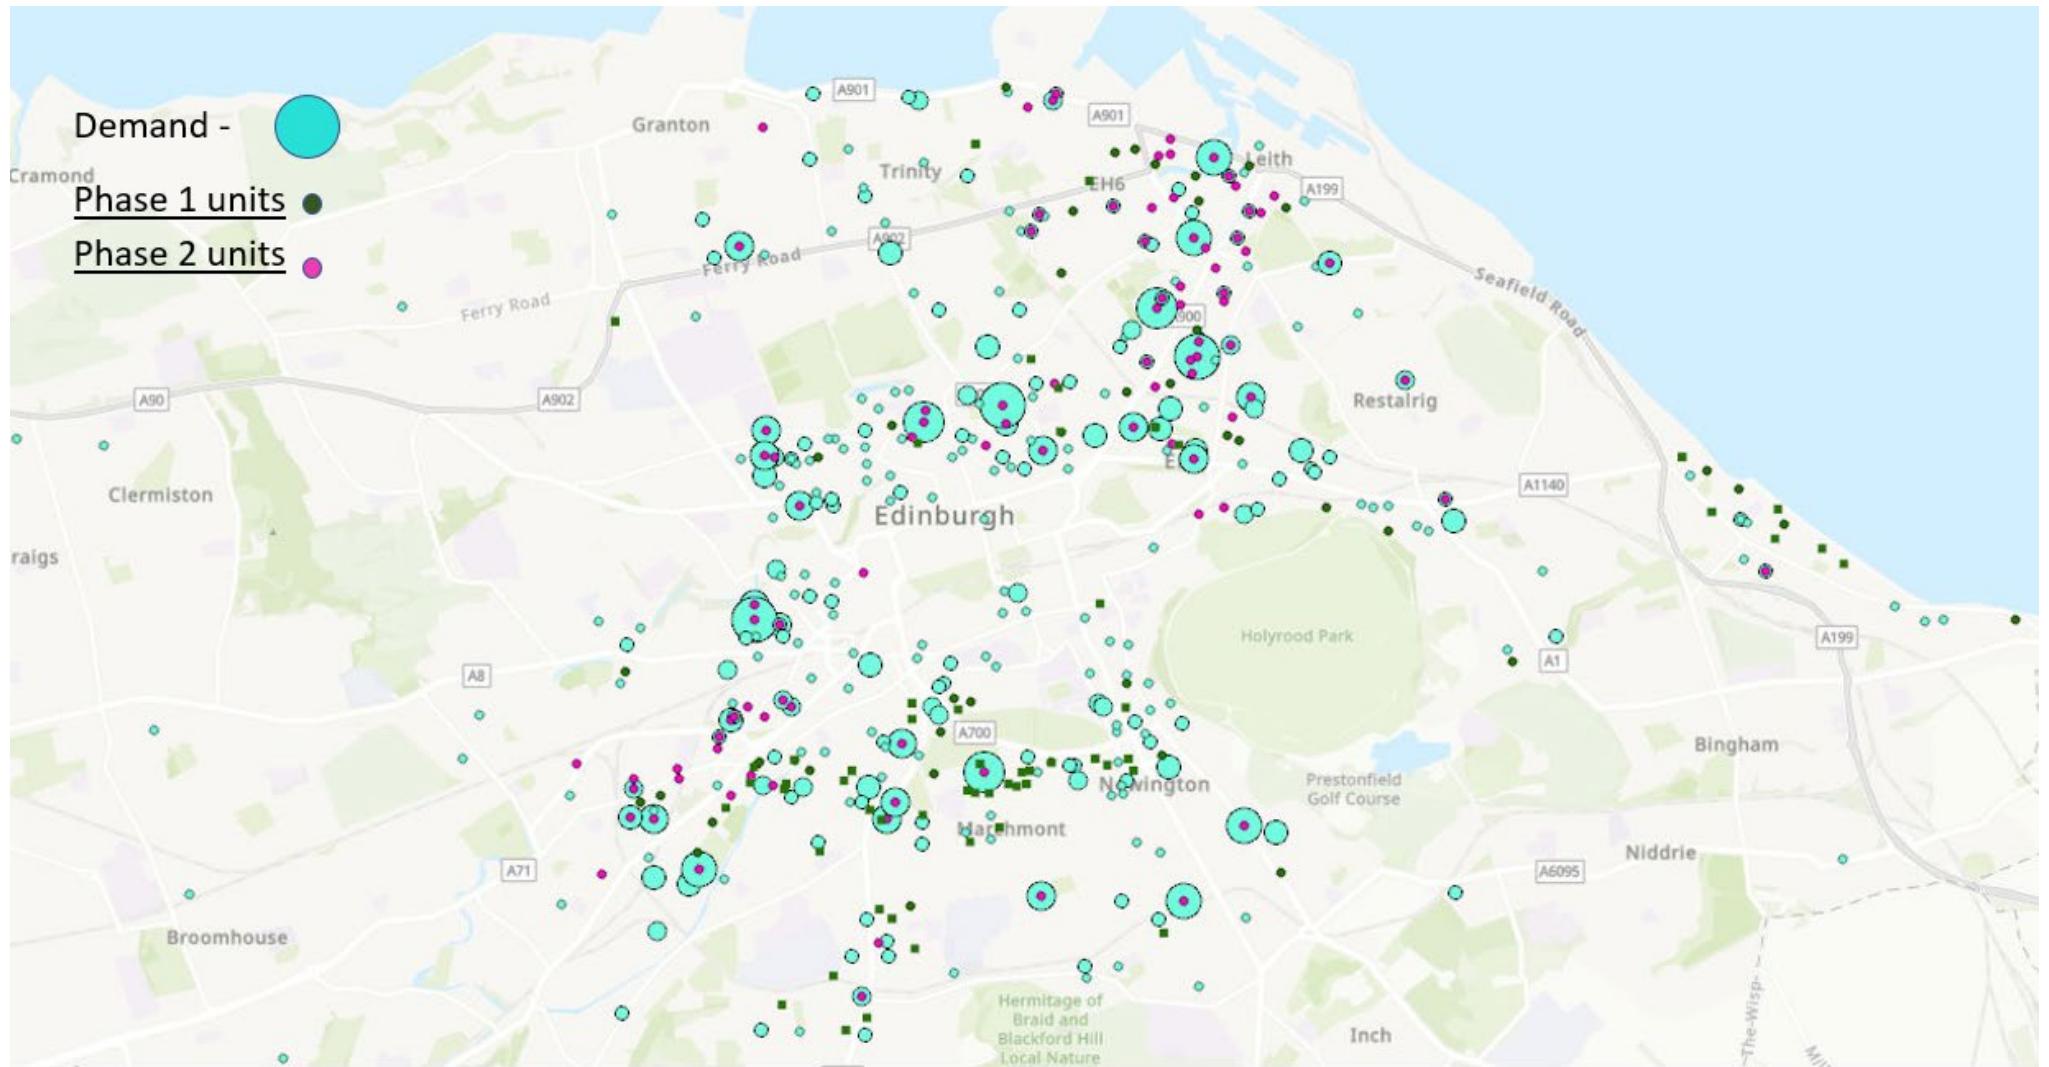 Demand -
Phase 1 units
Phase 2 units
A901
Granton
A901
Cramond
Trinity
Leith
EH6
A199
A902
Ferry Road
Ferry Road
Seafield Road
A90
A902
Restalrig
Clermiston
A1140
Edinburgh
raigs
Holyrood Park
A199
A1
A8
A700
Bingham
Newington
Prestonfield
Golf Course
Marchmont
Niddrie
A71
A6095
Broomhouse
Hermitage of
Braid and
Blackford Hill
Local Nature
Inch
The-Wisp